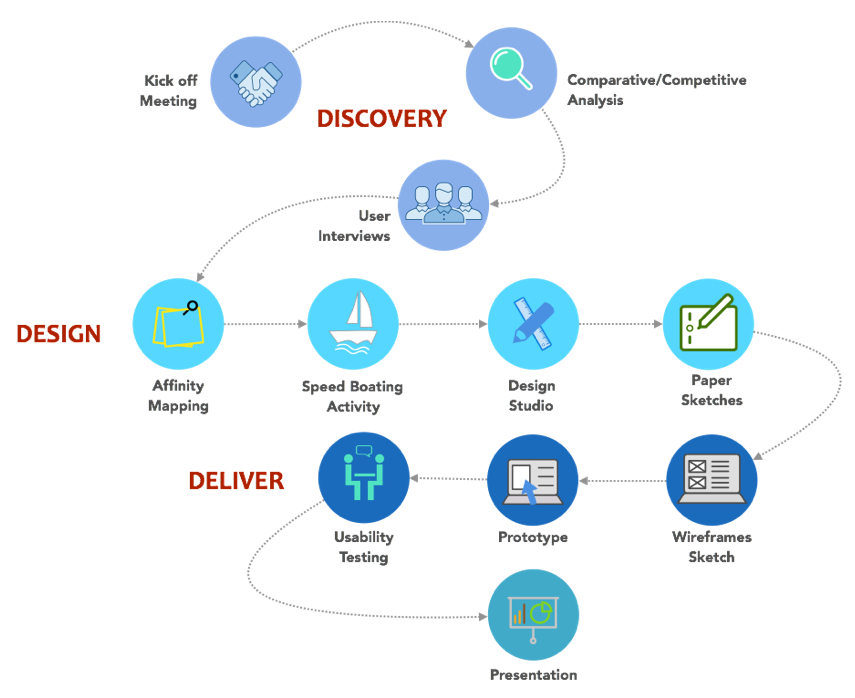 Kick off
Meeting
Comparative/Competitive
Analysis
DISCOVERY
User
Interviews
DESIGN
Affinity
Mapping
Speed Boating
Activity
Design
Studio
Paper
Sketches
DELIVER
Usability
Testing
Prototype
Wireframes
Sketch
Presentation